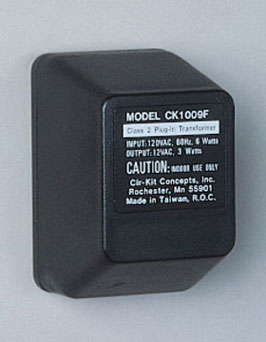 MODEL CK1009F
Class 2 Plug-In Transformer
INPUT: 120VAC, 60Hz, 6 Watts
OUTPUT: 12VAC, 3 Watts
CAUTION: INDOOR USE ONLY
Cir-Kit Concepts, Inc.
Rochester, Mn 55901
Made in Taiwan, R.O.C.